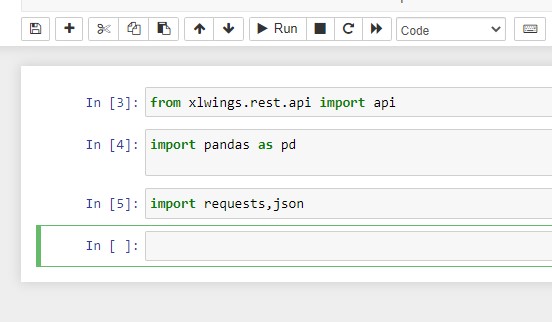 Run
Code
In [3]: from xlwings.rest.api import api
In [4]: import pandas as pd
In [5]: import requests,json
In [ ]: